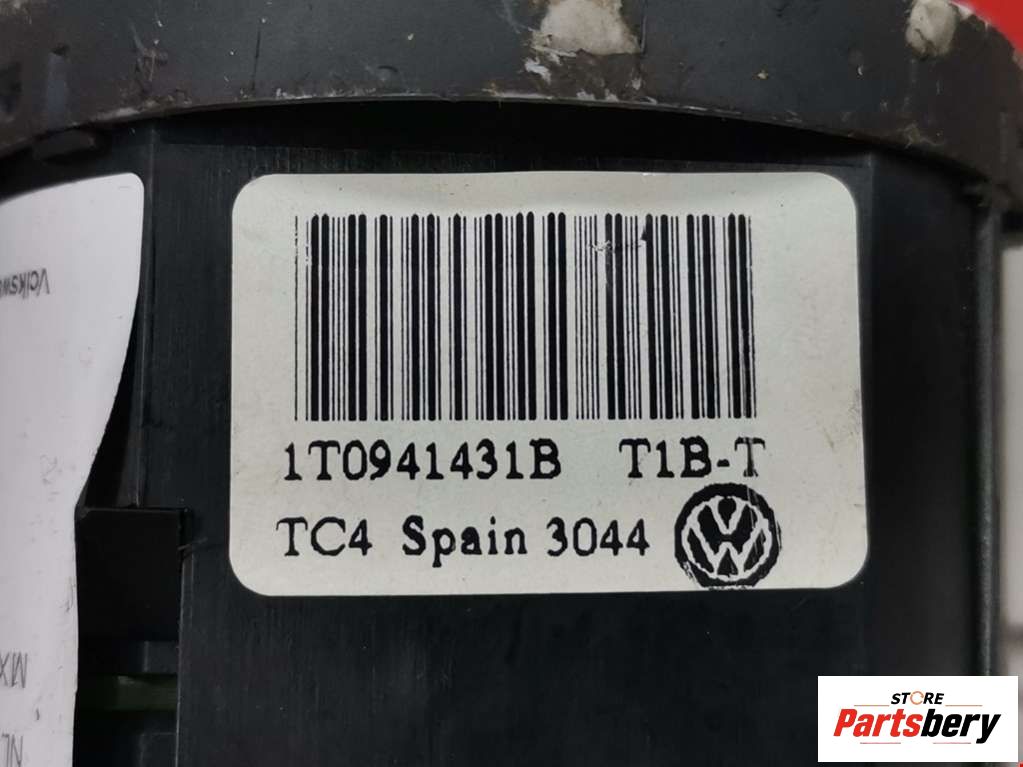 1T0941431B T1B-T
TC4 Spain 3044
STORE
Partsbery